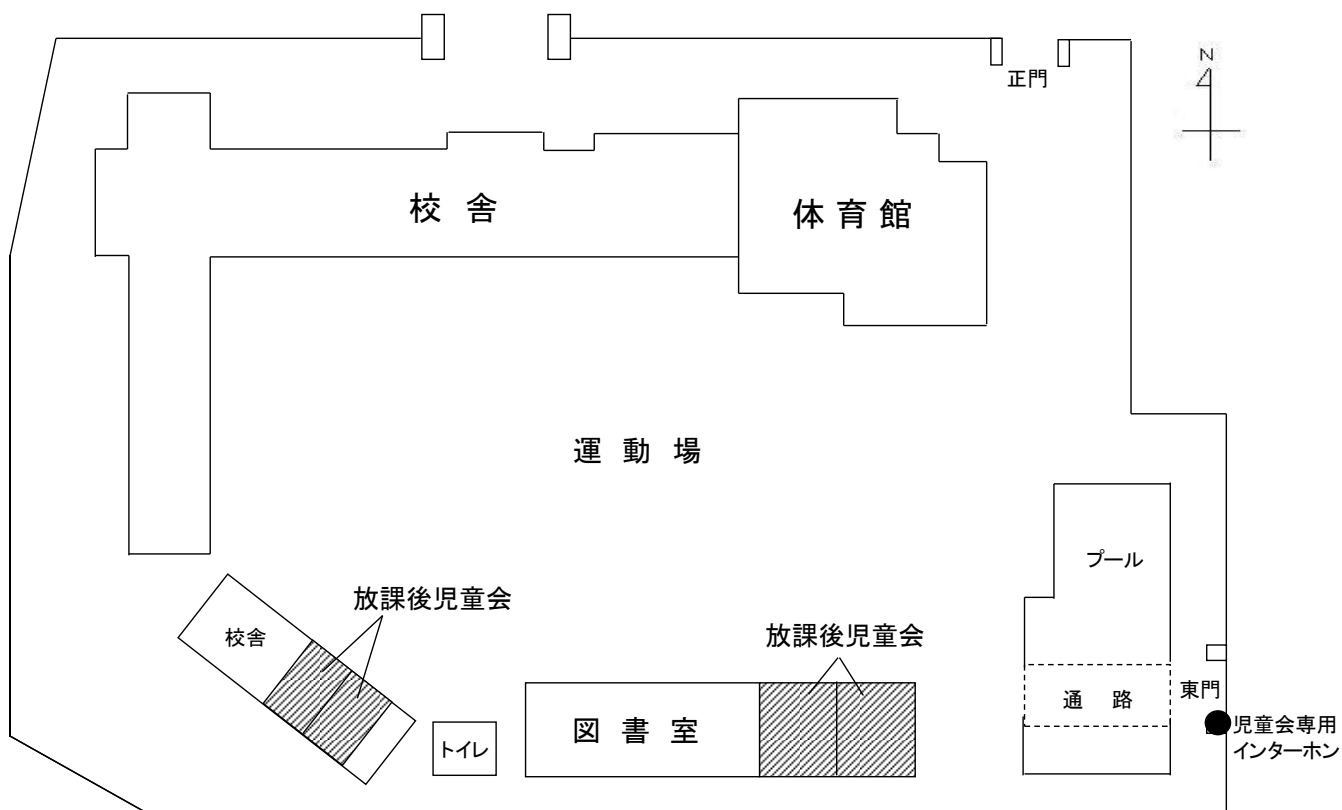 N
正門
校舎
体育館
運動場
プール
放課後児童会
放課後児童会
校舎
通路
東門
図書室
トイレ
児童会専用
インターホン